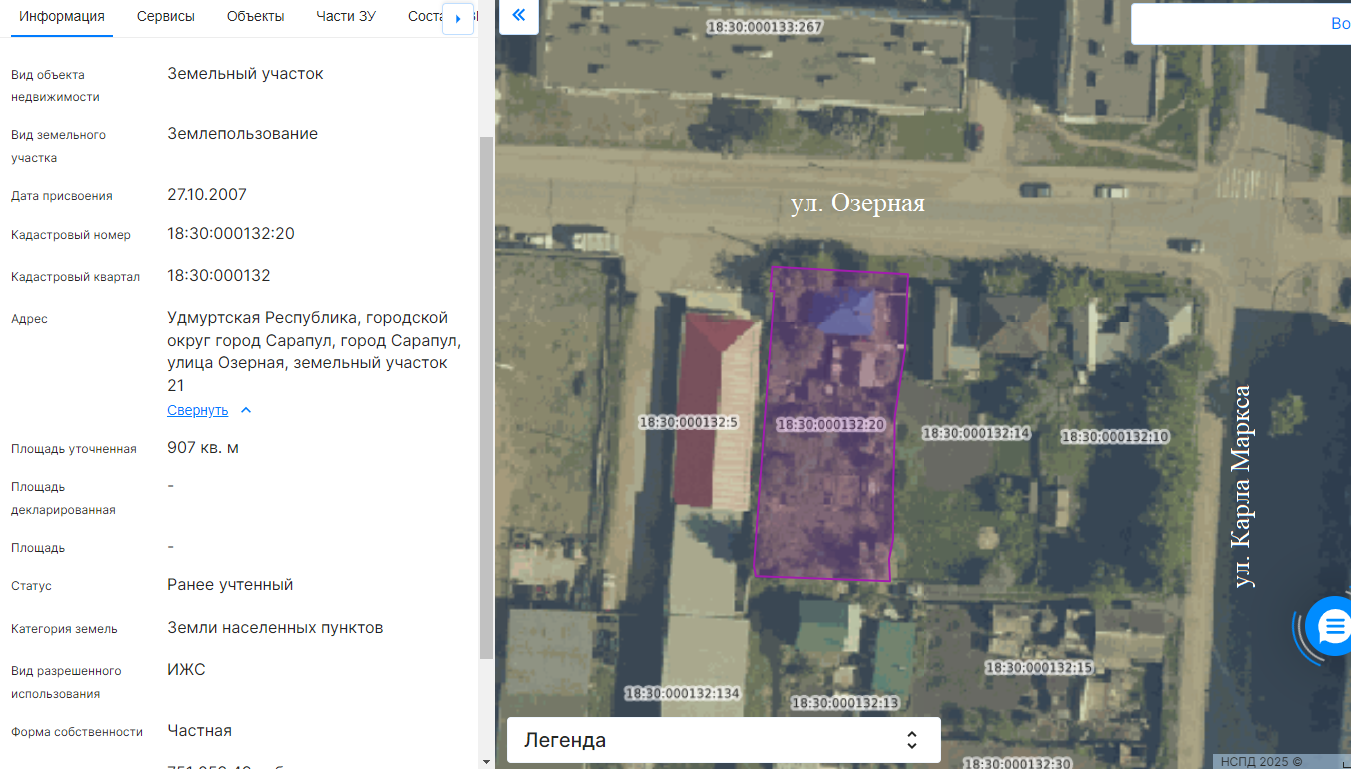 Информация Сервисы Объекты Части ЗУ
Вид объекта
недвижимости
Земельный участок
Вид земельного
участка
Землепользование
Дата присвоения
27.10.2007
Кадастровый номер
18:30:000132:20
Кадастровый квартал
18:30:000132
Адрес
Удмуртская Республика, городской
округ город Сарапул, город Сарапул,
улица Озерная, земельный участок
21
Свернуть
Площадь уточненная
907 кв. м
Площадь
декларированная
-
Площадь
-
Статус
Ранее учтенный
Категория земель
Земли населенных пунктов
Вид разрешенного
использования
ИЖС
Форма собственности
Частная
18:30:000133:267
Во
ул. Озерная
18:30:000132:5
18:30:000132:20
18:30:000132:14
18:30:000132:10
ул. Карла Маркса
18:30:000132:15
18:30:000132:134
18:30:000132:13
Легенда
18:30:000132:30
НСПД 2025 ©